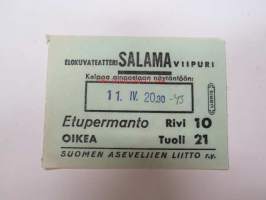 ELOKUVATEATTERI SALAMA VIIPURI
Kelpaa ainoastaan näytäntöön:
11. IV. 20.30 -43
Etupermanto Rivi 10
OIKEA Tuoli 21
SUOMEN ASEVELJIEN LIITTO r.y.